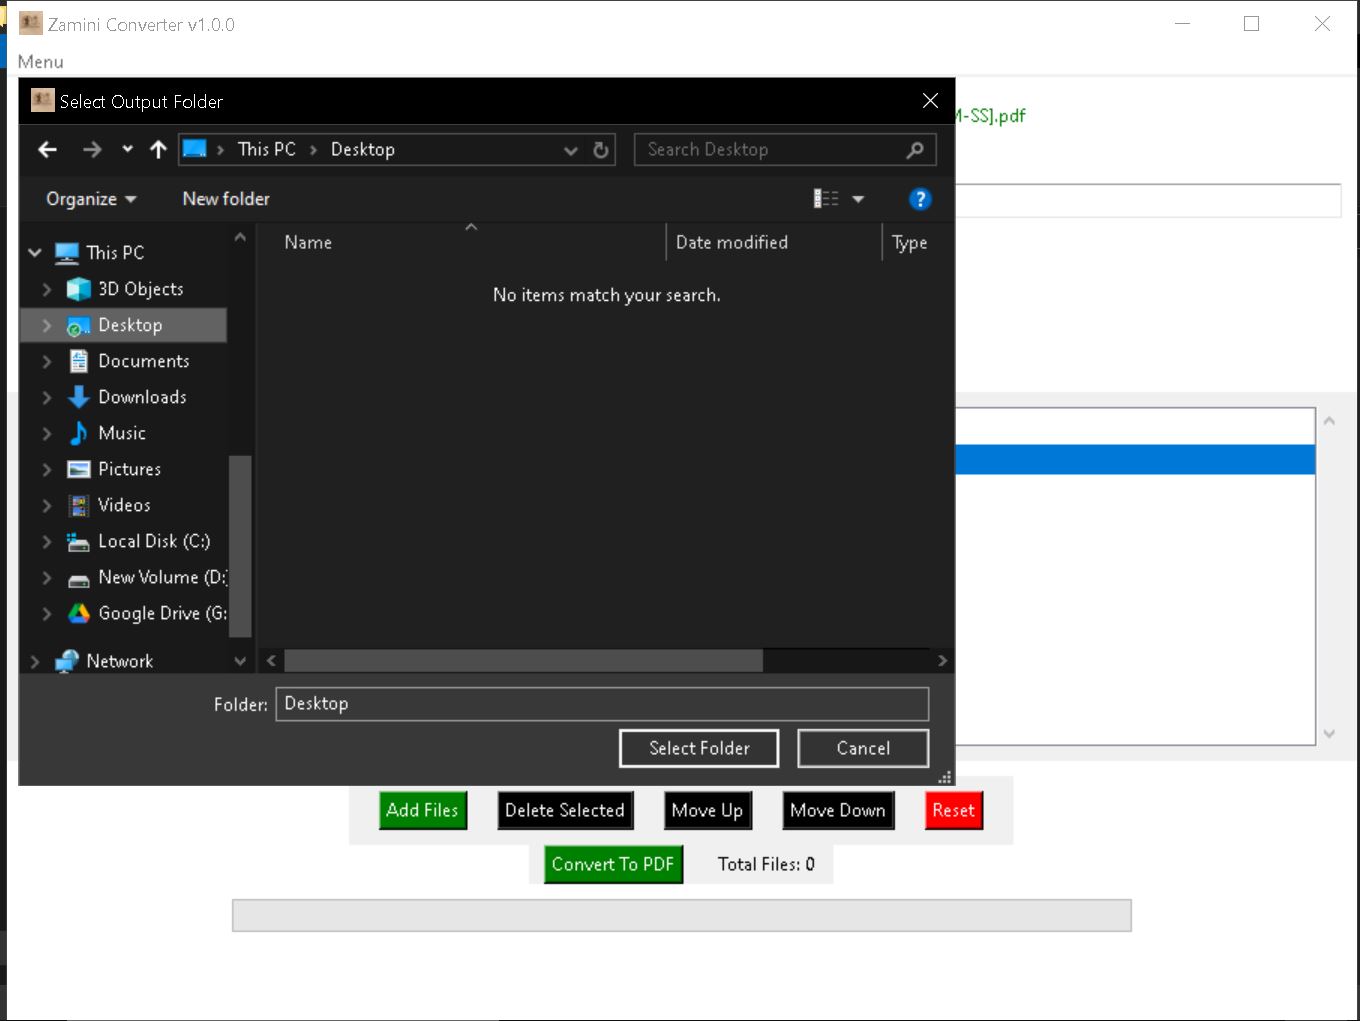 Zamini Converter v1.0.0
Menu
Select Output Folder
M-SS].pdf
This PC > Desktop
Search Desktop
Organize
New folder
?
Name
Date modified
Type
No items match your search.
This PC
3D Objects
Desktop
Documents
Downloads
Music
Pictures
Videos
Local Disk (C:)
New Volume (D:)
Google Drive (G:
Network
Folder: Desktop
Select Folder
Cancel
Add Files
Delete Selected
Move Up
Move Down
Reset
Convert To PDF
Total Files: 0